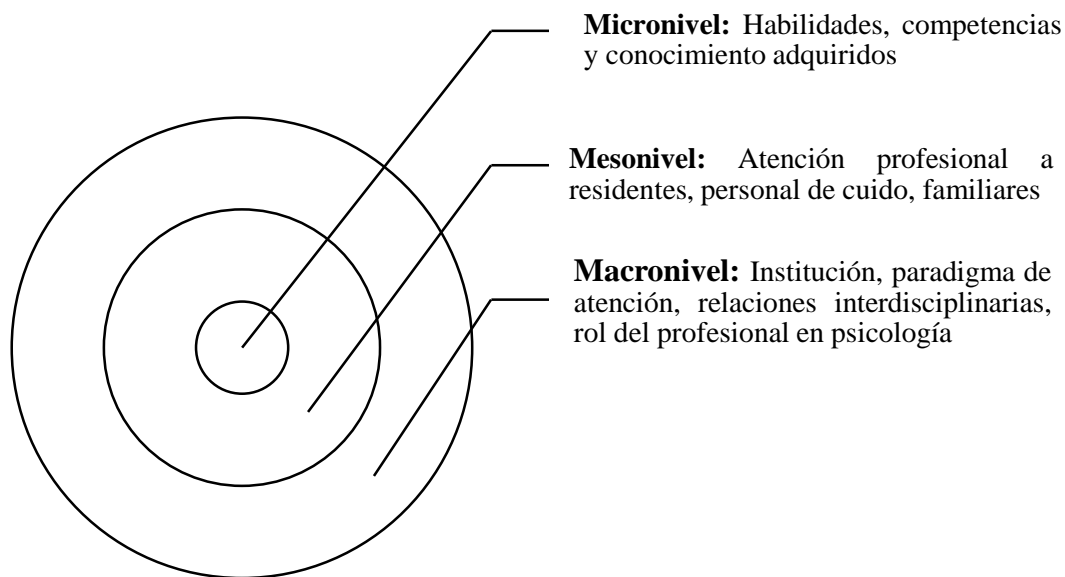 Micronivel: Habilidades, competencias
y conocimiento adquiridos
Mesonivel: Atención profesional a
residentes, personal de cuido, familiares
Macronivel: Institución, paradigma de
atención, relaciones interdisciplinarias,
rol del profesional en psicología